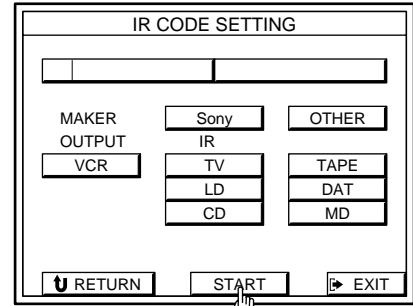 IR CODE SETTING
MAKER Sony OTHER
OUTPUT IR
VCR TV TAPE
LD DAT
CD MD
RETURN START EXIT